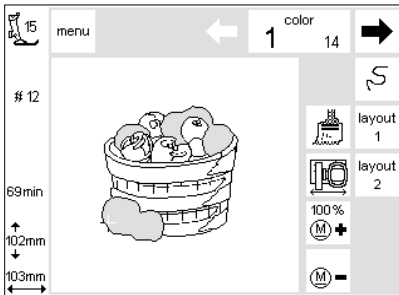 15
menu
color
1 14
# 12
layout
1
layout
2
69min
102mm
103mm
100%
M +
M -